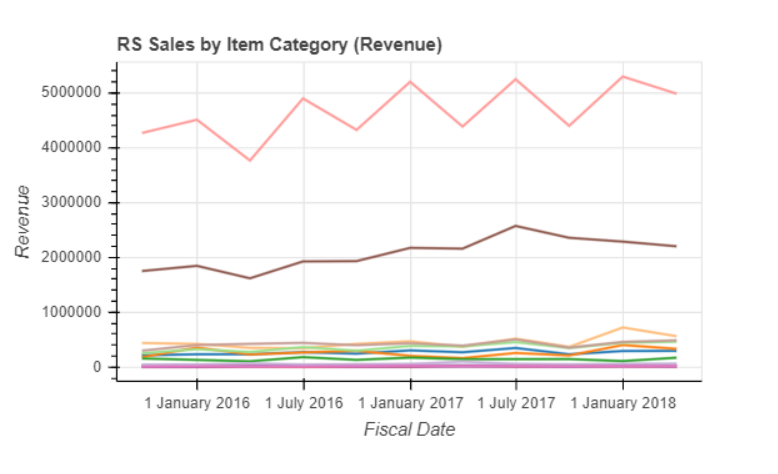 RS Sales by Item Category (Revenue)
5000000
4000000
3000000
2000000
1000000
0
Revenue
1 January 2016 1 July 2016 1 January 2017 1 July 2017 1 January 2018
Fiscal Date